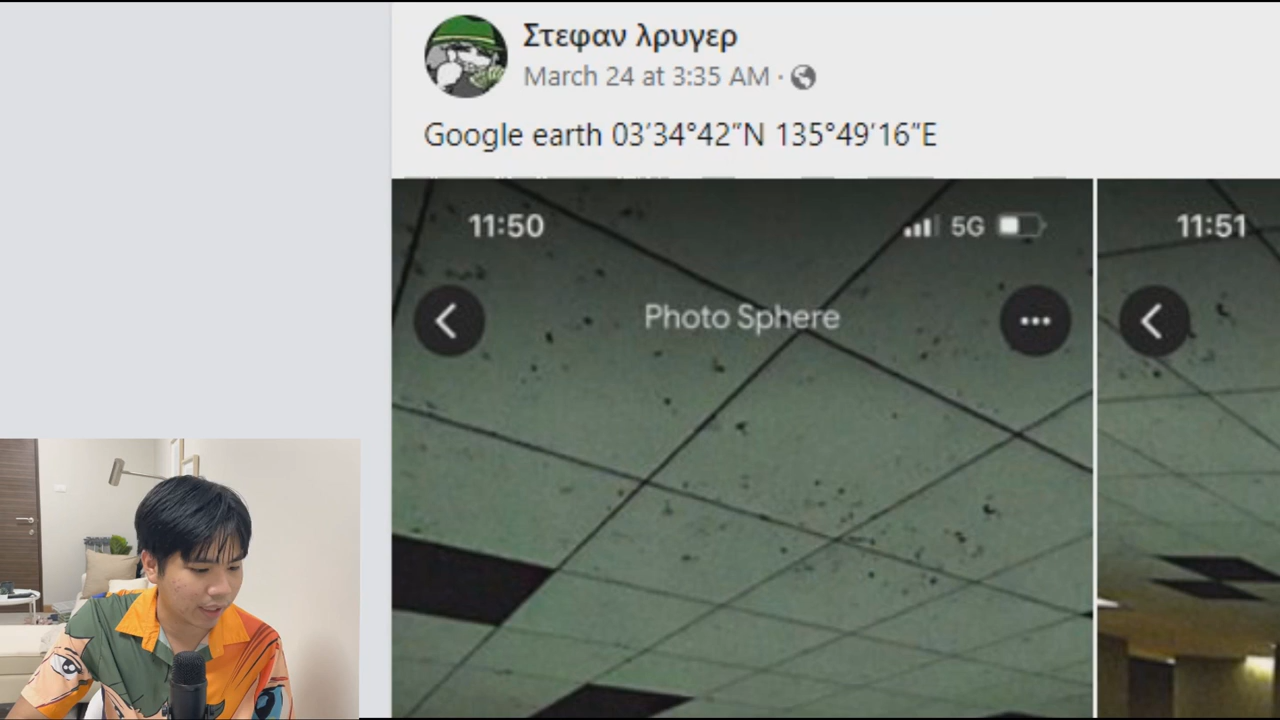 Στεφαν λρυγερ
March 24 at 3:35 AM ·
Google earth 03′34°42″N 135°49′16″E
11:50
5G
11:51
Photo Sphere